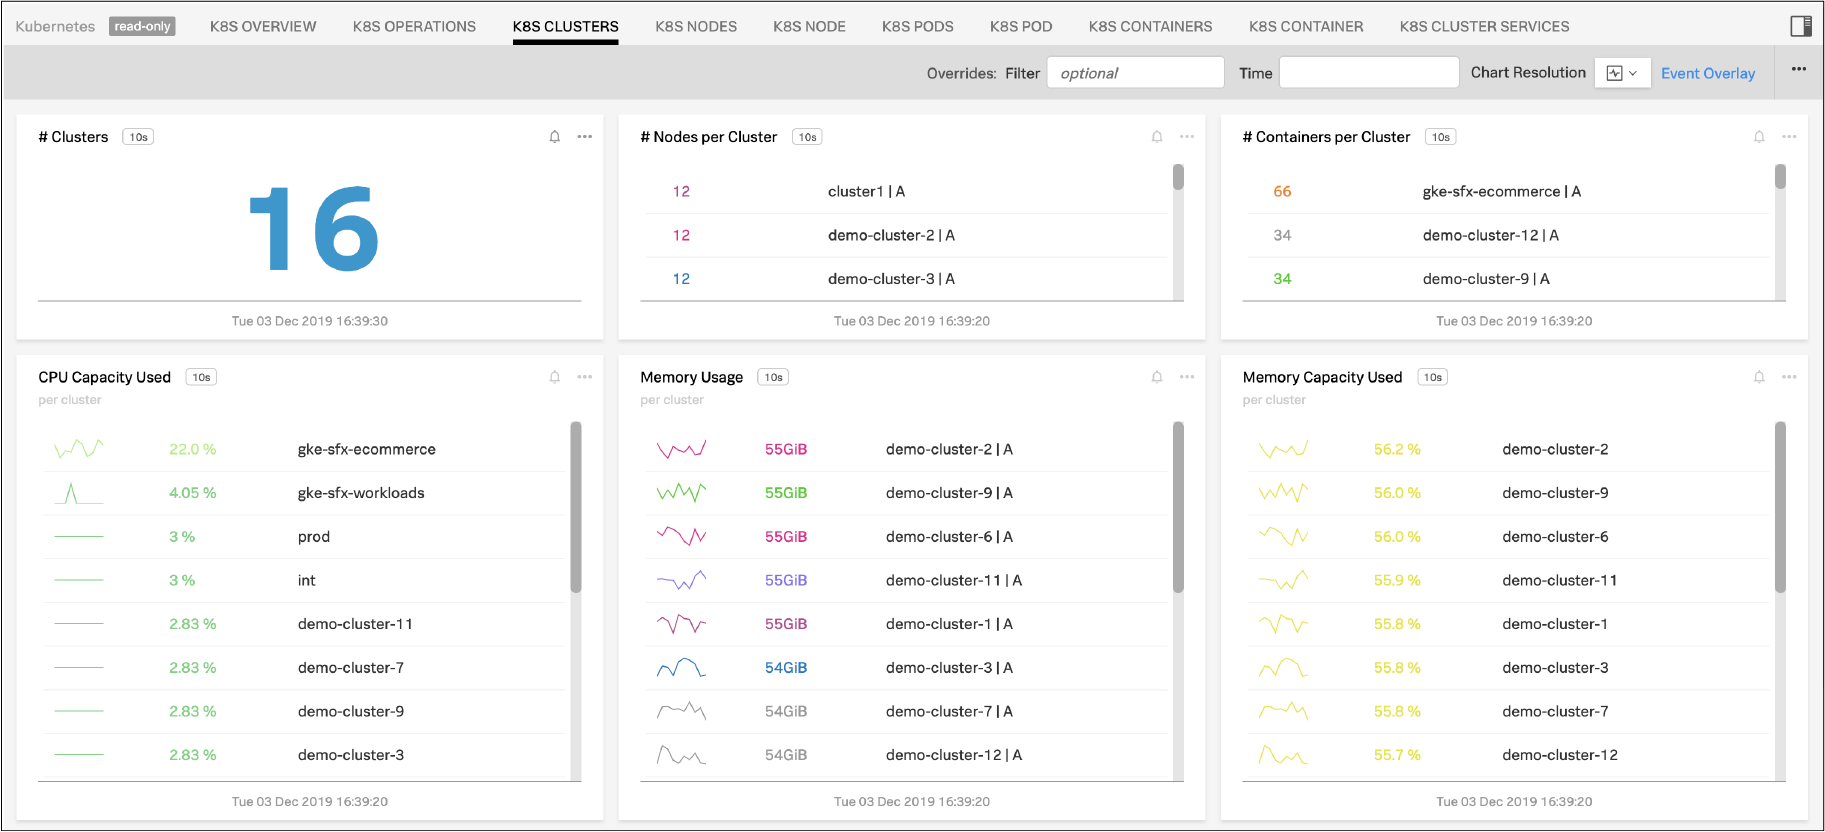 Kubernetes read-only K8S OVERVIEW K8S OPERATIONS K8S CLUSTERS K8S NODES K8S NODE K8S PODS K8S POD K8S CONTAINERS K8S CONTAINER K8S CLUSTER SERVICES
Overrides: Filter optional Time Chart Resolution Event Overlay
# Clusters 10s
16
Tue 03 Dec 2019 16:39:30
# Nodes per Cluster 10s
12 cluster1 | A
12 demo-cluster-2 | A
12 demo-cluster-3 | A
Tue 03 Dec 2019 16:39:20
# Containers per Cluster 10s
66 gke-sfx-ecommerce | A
34 demo-cluster-12 | A
34 demo-cluster-9 | A
Tue 03 Dec 2019 16:39:20
CPU Capacity Used 10s
per cluster
22.0 % gke-sfx-ecommerce
4.05 % gke-sfx-workloads
3 % prod
3 % int
2.83 % demo-cluster-11
2.83 % demo-cluster-7
2.83 % demo-cluster-9
2.83 % demo-cluster-3
Tue 03 Dec 2019 16:39:20
Memory Usage 10s
per cluster
55GiB demo-cluster-2 | A
55GiB demo-cluster-9 | A
55GiB demo-cluster-6 | A
55GiB demo-cluster-11 | A
55GiB demo-cluster-1 | A
54GiB demo-cluster-3 | A
54GiB demo-cluster-7 | A
54GiB demo-cluster-12 | A
Tue 03 Dec 2019 16:39:20
Memory Capacity Used 10s
per cluster
56.2 % demo-cluster-2
56.0 % demo-cluster-9
56.0 % demo-cluster-6
55.9 % demo-cluster-11
55.8 % demo-cluster-1
55.8 % demo-cluster-3
55.8 % demo-cluster-7
55.7 % demo-cluster-12
Tue 03 Dec 2019 16:39:20